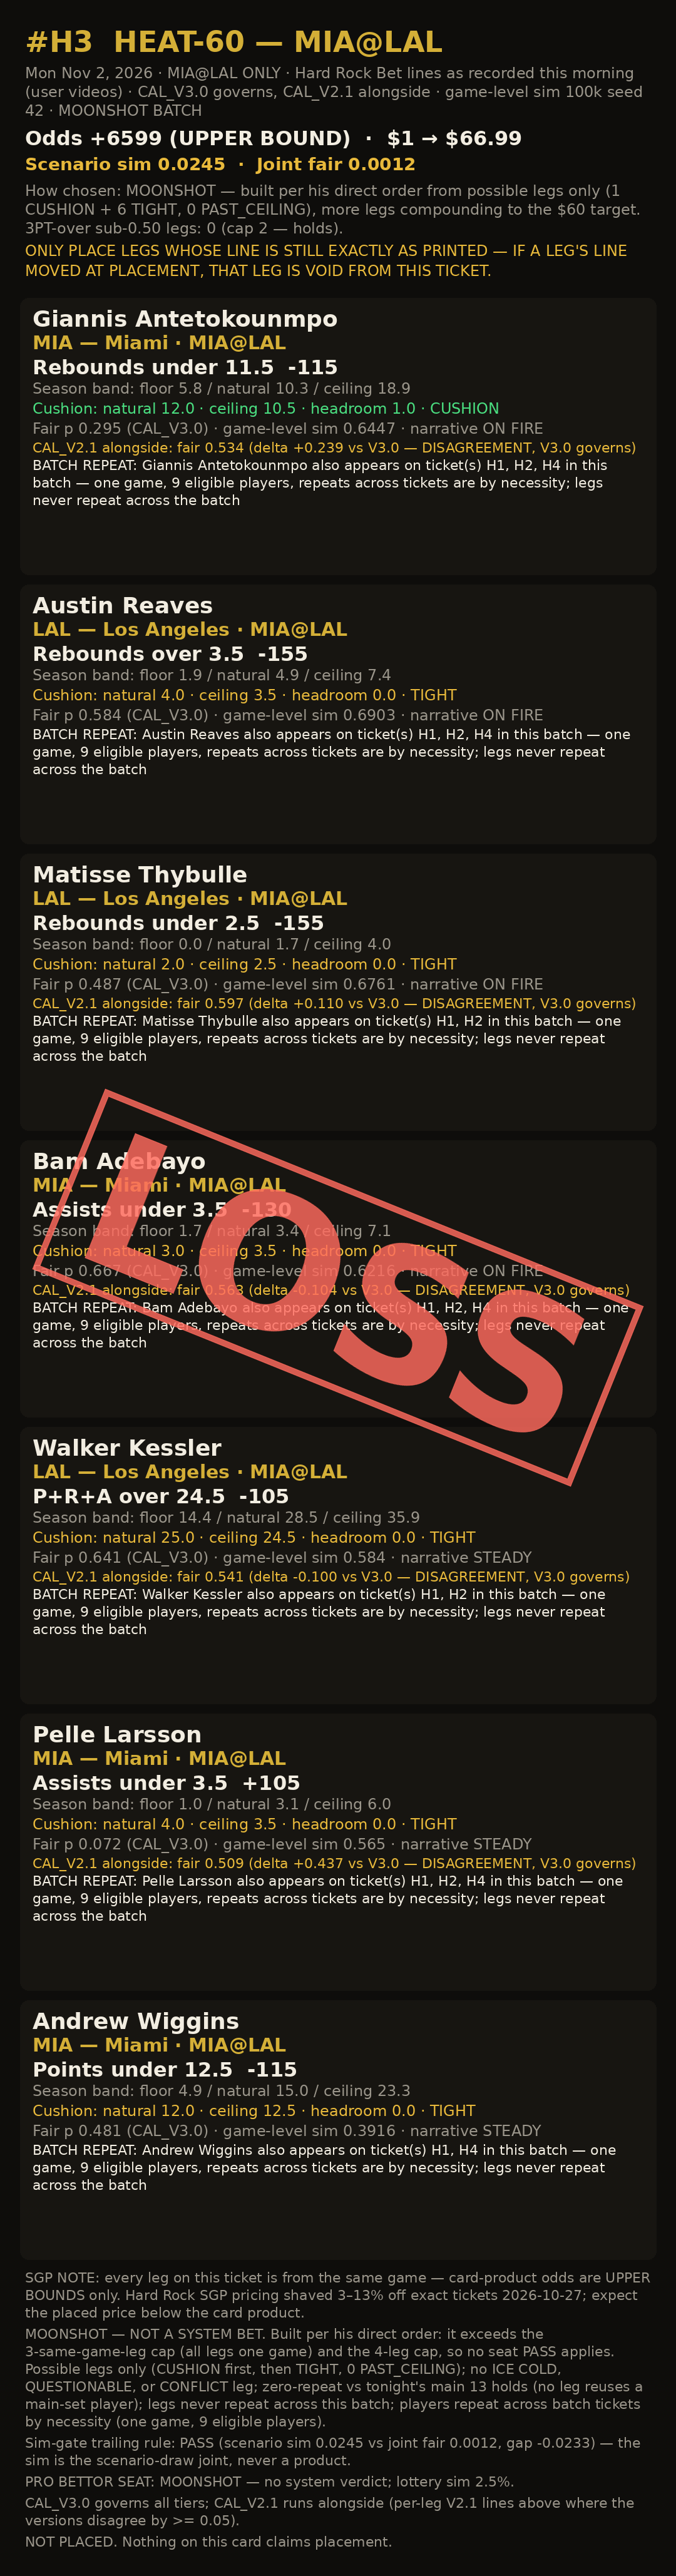 #H3  HEAT-60 — MIA@LAL
Mon Nov 2, 2026 · MIA@LAL ONLY · Hard Rock Bet lines as recorded this morning
(user videos) · CAL_V3.0 governs, CAL_V2.1 alongside · game-level sim 100k seed
42 · MOONSHOT BATCH
Odds +6599 (UPPER BOUND)  ·  $1 → $66.99
Scenario sim 0.0245  ·  Joint fair 0.0012
How chosen: MOONSHOT — built per his direct order from possible legs only (1
CUSHION + 6 TIGHT, 0 PAST_CEILING), more legs compounding to the $60 target.
3PT-over sub-0.50 legs: 0 (cap 2 — holds).
ONLY PLACE LEGS WHOSE LINE IS STILL EXACTLY AS PRINTED — IF A LEG'S LINE
MOVED AT PLACEMENT, THAT LEG IS VOID FROM THIS TICKET.
Giannis Antetokounmpo
MIA — Miami · MIA@LAL
Rebounds under 11.5  -115
Season band: floor 5.8 / natural 10.3 / ceiling 18.9
Cushion: natural 12.0 · ceiling 10.5 · headroom 1.0 · CUSHION
Fair p 0.295 (CAL_V3.0) · game-level sim 0.6447 · narrative ON FIRE
CAL_V2.1 alongside: fair 0.534 (delta +0.239 vs V3.0 — DISAGREEMENT, V3.0 governs)
BATCH REPEAT: Giannis Antetokounmpo also appears on ticket(s) H1, H2, H4 in this
batch — one game, 9 eligible players, repeats across tickets are by necessity; legs
never repeat across the batch
Austin Reaves
LAL — Los Angeles · MIA@LAL
Rebounds over 3.5  -155
Season band: floor 1.9 / natural 4.9 / ceiling 7.4
Cushion: natural 4.0 · ceiling 3.5 · headroom 0.0 · TIGHT
Fair p 0.584 (CAL_V3.0) · game-level sim 0.6903 · narrative ON FIRE
BATCH REPEAT: Austin Reaves also appears on ticket(s) H1, H2, H4 in this batch — one
game, 9 eligible players, repeats across tickets are by necessity; legs never repeat
across the batch
Matisse Thybulle
LAL — Los Angeles · MIA@LAL
Rebounds under 2.5  -155
Season band: floor 0.0 / natural 1.7 / ceiling 4.0
Cushion: natural 2.0 · ceiling 2.5 · headroom 0.0 · TIGHT
Fair p 0.487 (CAL_V3.0) · game-level sim 0.6761 · narrative ON FIRE
CAL_V2.1 alongside: fair 0.597 (delta +0.110 vs V3.0 — DISAGREEMENT, V3.0 governs)
BATCH REPEAT: Matisse Thybulle also appears on ticket(s) H1, H2 in this batch — one
game, 9 eligible players, repeats across tickets are by necessity; legs never repeat
across the batch
Bam Adebayo
MIA — Miami · MIA@LAL
Assists under 3.5  -130
Season band: floor 1.7 / natural 3.4 / ceiling 7.1
Cushion: natural 3.0 · ceiling 3.5 · headroom 0.0 · TIGHT
Fair p 0.667 (CAL_V3.0) · game-level sim 0.6216 · narrative ON FIRE
CAL_V2.1 alongside: fair 0.563 (delta -0.104 vs V3.0 — DISAGREEMENT, V3.0 governs)
BATCH REPEAT: Bam Adebayo also appears on ticket(s) H1, H2, H4 in this batch — one
game, 9 eligible players, repeats across tickets are by necessity; legs never repeat
across the batch
LOSS
Walker Kessler
LAL — Los Angeles · MIA@LAL
P+R+A over 24.5  -105
Season band: floor 14.4 / natural 28.5 / ceiling 35.9
Cushion: natural 25.0 · ceiling 24.5 · headroom 0.0 · TIGHT
Fair p 0.641 (CAL_V3.0) · game-level sim 0.584 · narrative STEADY
CAL_V2.1 alongside: fair 0.541 (delta -0.100 vs V3.0 — DISAGREEMENT, V3.0 governs)
BATCH REPEAT: Walker Kessler also appears on ticket(s) H1, H2 in this batch — one
game, 9 eligible players, repeats across tickets are by necessity; legs never repeat
across the batch
Pelle Larsson
MIA — Miami · MIA@LAL
Assists under 3.5  +105
Season band: floor 1.0 / natural 3.1 / ceiling 6.0
Cushion: natural 4.0 · ceiling 3.5 · headroom 0.0 · TIGHT
Fair p 0.072 (CAL_V3.0) · game-level sim 0.565 · narrative STEADY
CAL_V2.1 alongside: fair 0.509 (delta +0.437 vs V3.0 — DISAGREEMENT, V3.0 governs)
BATCH REPEAT: Pelle Larsson also appears on ticket(s) H1, H2, H4 in this batch — one
game, 9 eligible players, repeats across tickets are by necessity; legs never repeat
across the batch
Andrew Wiggins
MIA — Miami · MIA@LAL
Points under 12.5  -115
Season band: floor 4.9 / natural 15.0 / ceiling 23.3
Cushion: natural 12.0 · ceiling 12.5 · headroom 0.0 · TIGHT
Fair p 0.481 (CAL_V3.0) · game-level sim 0.3916 · narrative STEADY
BATCH REPEAT: Andrew Wiggins also appears on ticket(s) H1, H4 in this batch — one
game, 9 eligible players, repeats across tickets are by necessity; legs never repeat
across the batch
SGP NOTE: every leg on this ticket is from the same game — card-product odds are UPPER
BOUNDS only. Hard Rock SGP pricing shaved 3–13% off exact tickets 2026-10-27; expect
the placed price below the card product.
MOONSHOT — NOT A SYSTEM BET. Built per his direct order: it exceeds the
3-same-game-leg cap (all legs one game) and the 4-leg cap, so no seat PASS applies.
Possible legs only (CUSHION first, then TIGHT, 0 PAST_CEILING); no ICE COLD,
QUESTIONABLE, or CONFLICT leg; zero-repeat vs tonight's main 13 holds (no leg reuses a
main-set player); legs never repeat across this batch; players repeat across batch tickets
by necessity (one game, 9 eligible players).
Sim-gate trailing rule: PASS (scenario sim 0.0245 vs joint fair 0.0012, gap -0.0233) — the
sim is the scenario-draw joint, never a product.
PRO BETTOR SEAT: MOONSHOT — no system verdict; lottery sim 2.5%.
CAL_V3.0 governs all tiers; CAL_V2.1 runs alongside (per-leg V2.1 lines above where the
versions disagree by >= 0.05).
NOT PLACED. Nothing on this card claims placement.